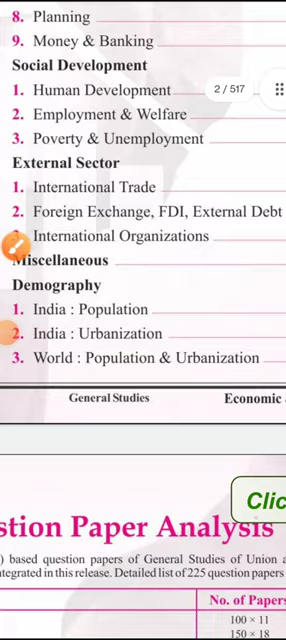 8. Planning
9. Money & Banking
Social Development
1. Human Development
2 / 517
2. Employment & Welfare
3. Poverty & Unemployment
External Sector
1. International Trade
2. Foreign Exchange, FDI, External Debt
International Organizations
Miscellaneous
Demography
1. India : Population
2. India : Urbanization
3. World : Population & Urbanization
General Studies Economic
Clic
stion Paper Analysis
) based question papers of General Studies of Union a
ntegrated in this release. Detailed list of 225 question papers
No. of Papers
100 × 11
150 × 18